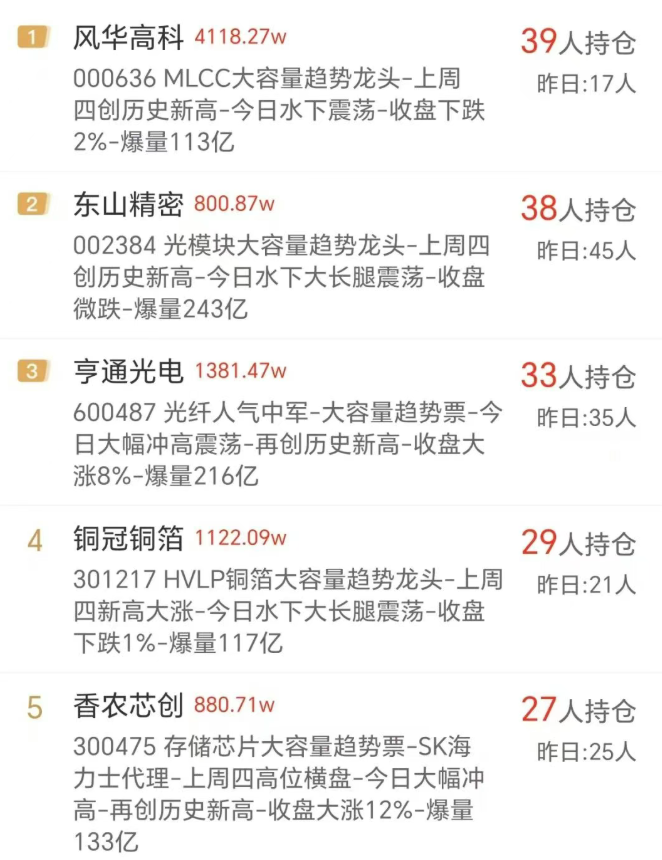 1 风华高科 4118.27w 39人持仓
000636 MLCC大容量趋势龙头-上周 昨日:17人
四创历史新高-今日水下震荡-收盘下跌
2%-爆量113亿
2 东山精密 800.87w 38人持仓
002384 光模块大容量趋势龙头-上周四 昨日:45人
创历史新高-今日水下大长腿震荡-收盘
微跌-爆量243亿
3 亨通光电 1381.47w 33人持仓
600487 光纤人气中军-大容量趋势票-今 昨日:35人
日大幅冲高震荡-再创历史新高-收盘大
涨8%-爆量216亿
4 铜冠铜箔 1122.09w 29人持仓
301217 HVLP铜箔大容量趋势龙头-上周 昨日:21人
四新高大涨-今日水下大长腿震荡-收盘
下跌1%-爆量117亿
5 香农芯创 880.71w 27人持仓
300475 存储芯片大容量趋势票-SK海 昨日:25人
力士代理-上周四高位横盘-今日大幅冲
高-再创历史新高-收盘大涨12%-爆量
133亿